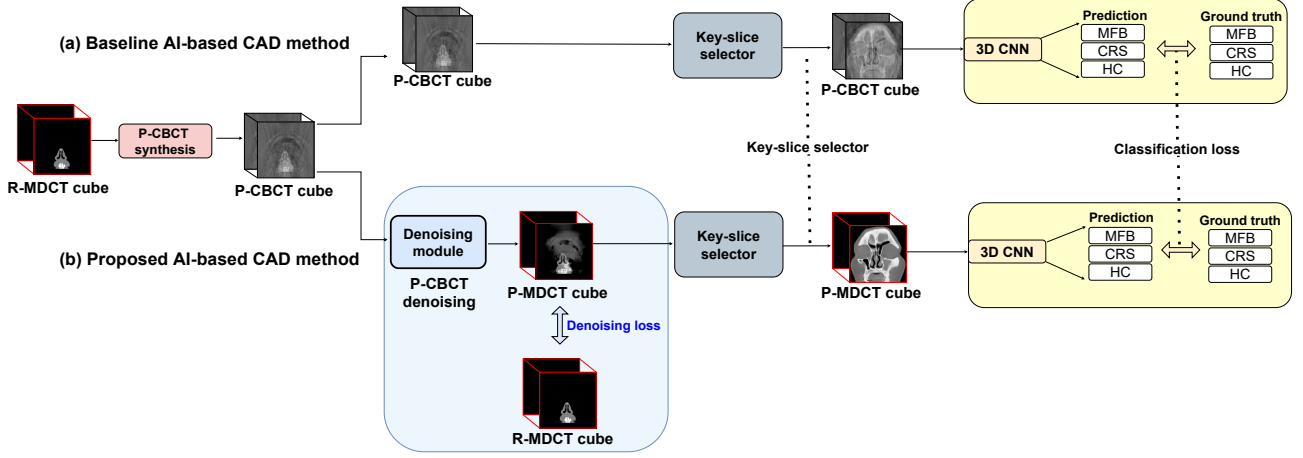 (a) Baseline AI-based CAD method
P-CBCT cube
Key-slice
selector
P-CBCT cube
3D CNN
Prediction
MFB
CRS
HC
Ground truth
MFB
CRS
HC
R-MDCT cube
P-CBCT
synthesis
P-CBCT cube
Key-slice selector
Classification loss
(b) Proposed AI-based CAD method
Denoising
module
P-CBCT
denoising
P-MDCT cube
Denoising loss
R-MDCT cube
Key-slice
selector
P-MDCT cube
3D CNN
Prediction
MFB
CRS
HC
Ground truth
MFB
CRS
HC